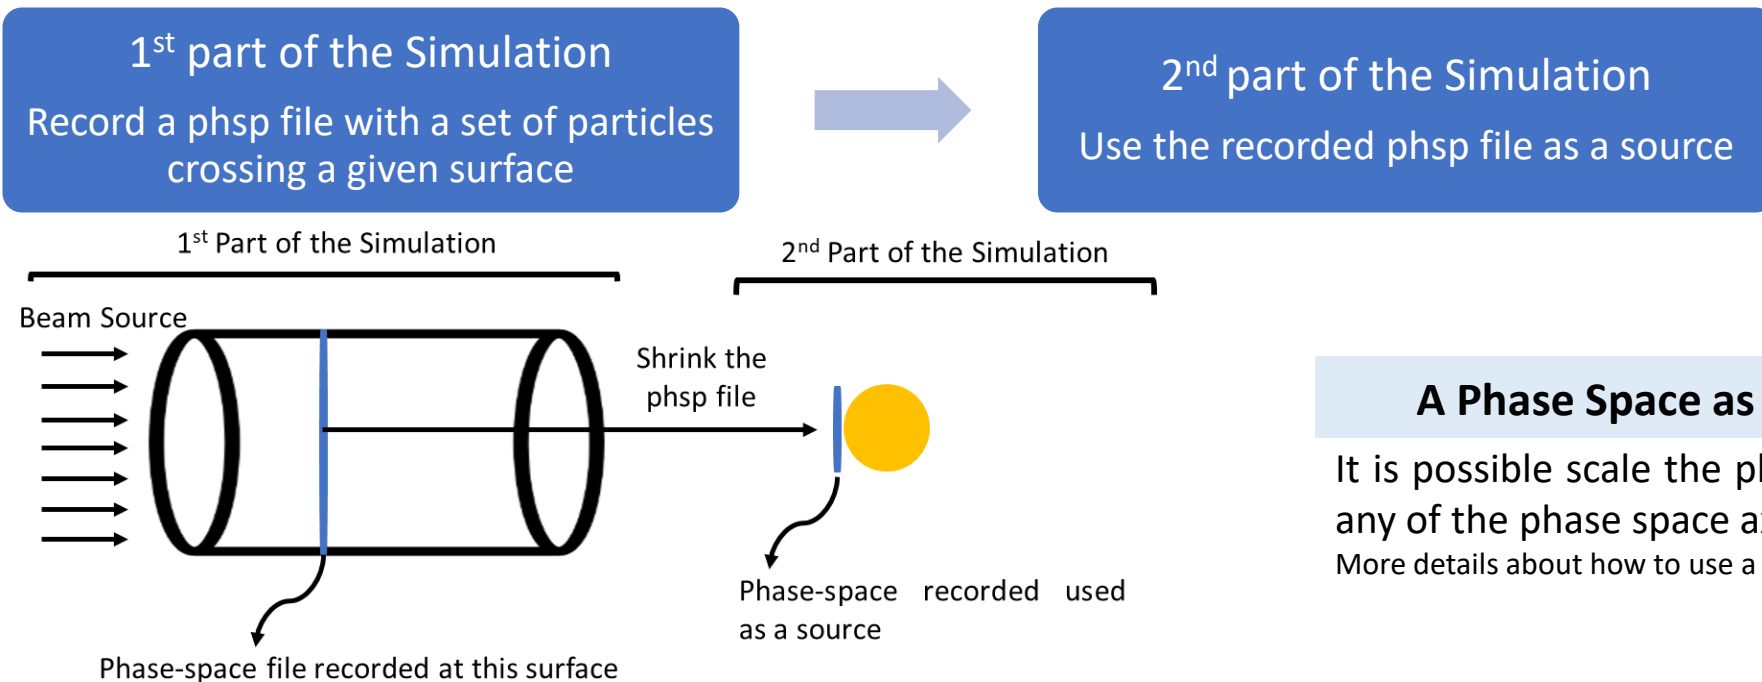 1st part of the Simulation
Record a phsp file with a set of particles
crossing a given surface
2nd part of the Simulation
Use the recorded phsp file as a source
1st Part of the Simulation
2nd Part of the Simulation
Beam Source
Shrink the
phsp file
Phase-space recorded used
as a source
Phase-space file recorded at this surface
A Phase Space as
It is possible scale the
any of the phase space
More details about how to use a